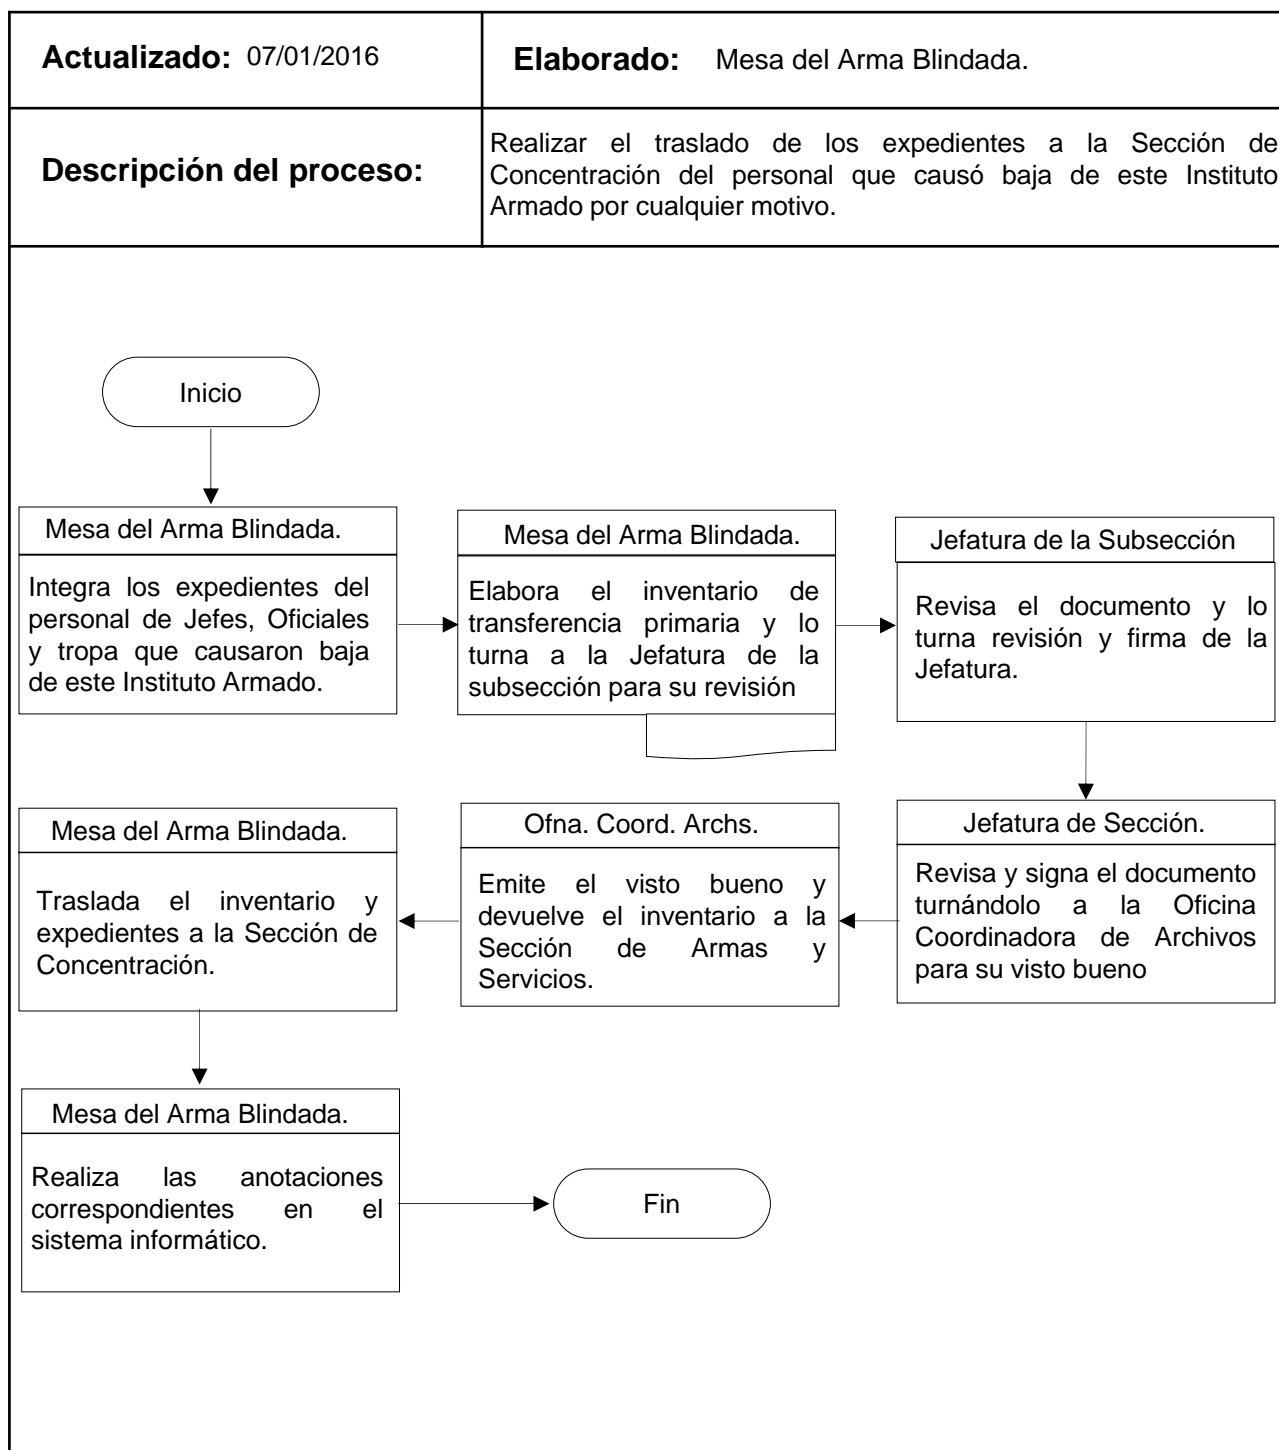 Actualizado: 07/01/2016
Elaborado: Mesa del Arma Blindada.
Descripción del proceso:
Realizar el traslado de los expedientes a la Sección de
Concentración del personal que causó baja de este Instituto
Armado por cualquier motivo.
Inicio
Mesa del Arma Blindada.
Integra los expedientes del
personal de Jefes, Oficiales
y tropa que causaron baja
de este Instituto Armado.
Mesa del Arma Blindada.
Elabora el inventario de
transferencia primaria y lo
turna a la Jefatura de la
subsección para su revisión
Jefatura de la Subsección
Revisa el documento y lo
turna revisión y firma de la
Jefatura.
Jefatura de Sección.
Revisa y signa el documento
turnándolo a la Oficina
Coordinadora de Archivos
para su visto bueno
Ofna. Coord. Archs.
Emite el visto bueno y
devuelve el inventario a la
Sección de Armas y
Servicios.
Mesa del Arma Blindada.
Traslada el inventario y
expedientes a la Sección de
Concentración.
Mesa del Arma Blindada.
Realiza las anotaciones
correspondientes en el
sistema informático.
Fin